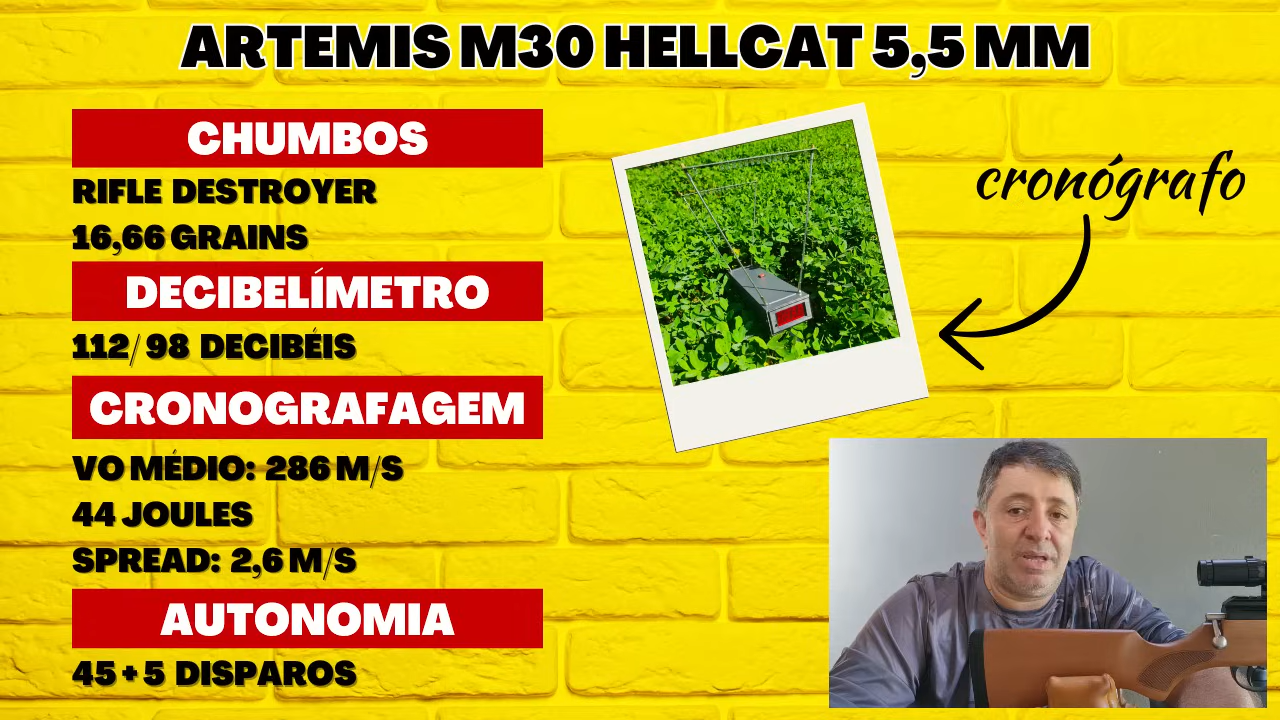 ARTEMIS M30 HELLCAT 5,5 MM
CHUMBOS
RIFLE DESTROYER
16,66 GRAINS
DECIBELÍMETRO
112/ 98 DECIBÉIS
CRONOGRAFAGEM
VO MÉDIO: 286 M/S
44 JOULES
SPREAD: 2,6 M/S
AUTONOMIA
45 + 5 DISPAROS
cronógrafo